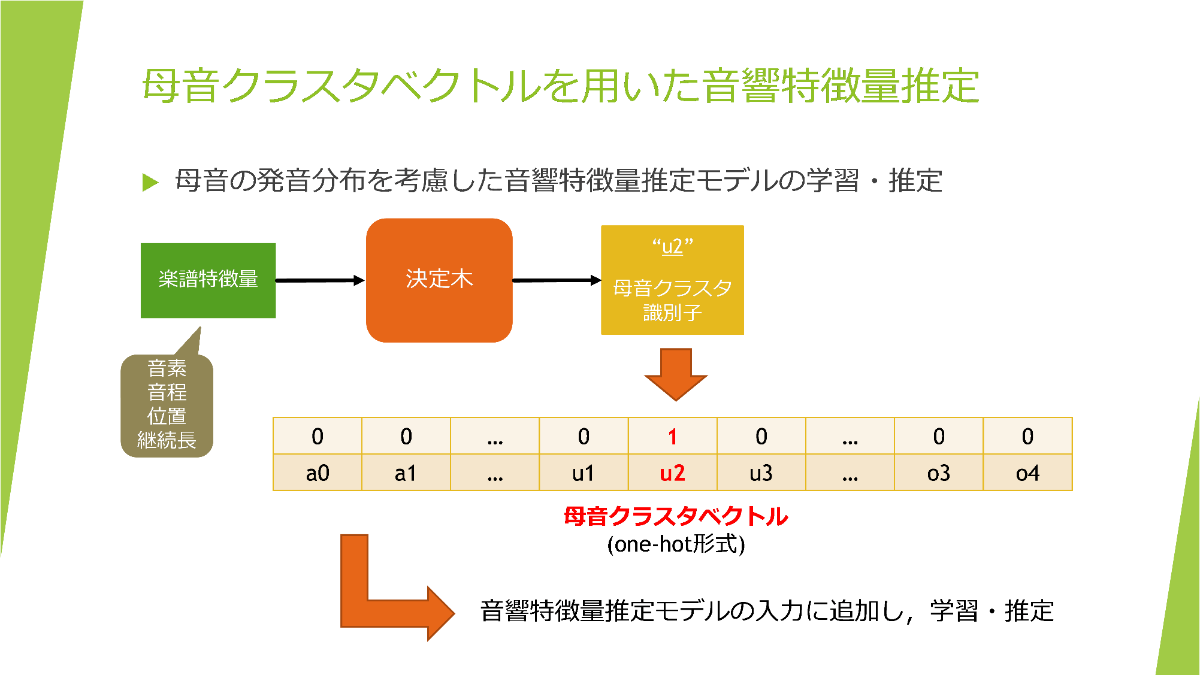 母音クラスタベクトルを用いた音響特徴量推定
母音の発音分布を考慮した音響特徴量推定モデルの学習・推定
楽譜特徴量
決定木
“u2”
母音クラスタ
識別子
音素
音程
位置
継続長
0 0 … 0 1 0 … 0 0
a0 a1 … u1 u2 u3 … o3 o4
母音クラスタベクトル
(one-hot形式)
音響特徴量推定モデルの入力に追加し，学習・推定